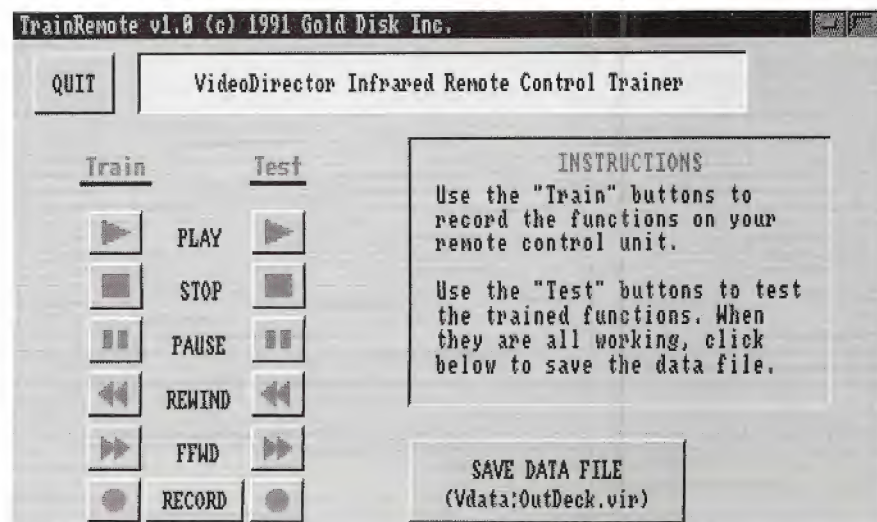 TrainRemote v1.0 (c) 1991 Gold Disk Inc.
QUIT
VideoDirector Infrared Remote Control Trainer
Train
Test
PLAY
STOP
PAUSE
REWIND
FFWD
RECORD
INSTRUCTIONS
Use the "Train" buttons to
record the functions on your
remote control unit.
Use the "Test" buttons to test
the trained functions. When
they are all working, click
below to save the data file.
SAVE DATA FILE
(Vdata:OutDeck.vir)